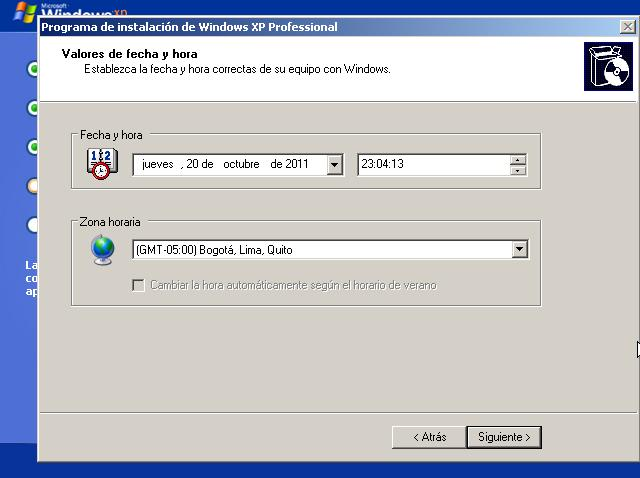 Microsoft
Windows xp
Programa de instalación de Windows XP Professional
Valores de fecha y hora
Establezca la fecha y hora correctas de su equipo con Windows.
Fecha y hora
jueves , 20 de octubre de 2011
23:04:13
Zona horaria
(GMT-05:00) Bogotá, Lima, Quito
Cambiar la hora automáticamente según el horario de verano
La
co
ap
< Atrás
Siguiente >